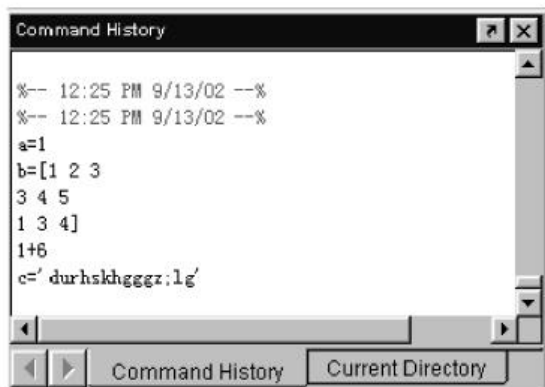 Command History
%-- 12:25 PM 9/13/02 --%
%-- 12:25 PM 9/13/02 --%
a=1
b=[1 2 3
3 4 5
1 3 4]
1+6
c='durhskhgggz;lg'
Command History
Current Directory